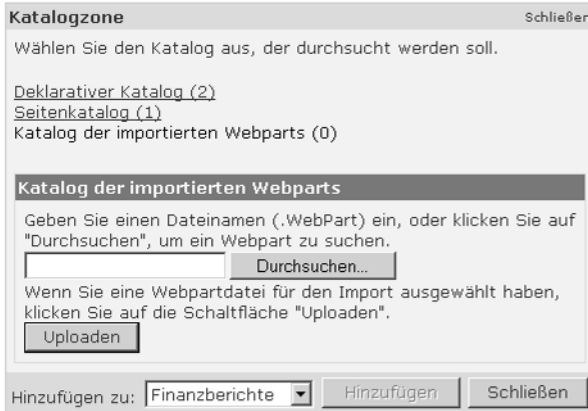 Katalogzone Schließen
Wählen Sie den Katalog aus, der durchsucht werden soll.
Deklarativer Katalog (2)
Seitenkatalog (1)
Katalog der importierten Webparts (0)
Katalog der importierten Webparts
Geben Sie einen Dateinamen (.WebPart) ein, oder klicken Sie auf
"Durchsuchen", um ein Webpart zu suchen.
Durchsuchen...
Wenn Sie eine Webpartdatei für den Import ausgewählt haben,
klicken Sie auf die Schaltfläche "Uploaden".
Uploaden
Hinzufügen zu: Finanzberichte Hinzufügen Schließen